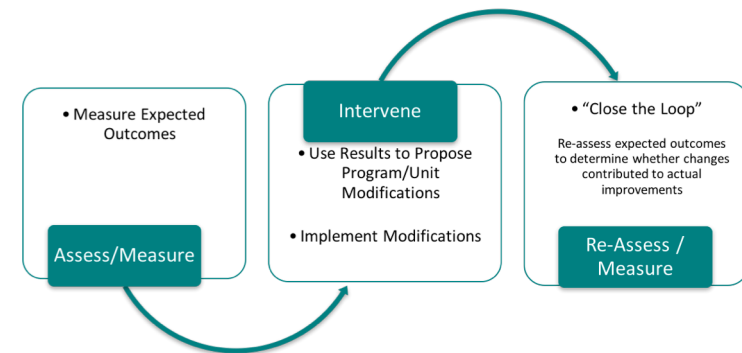 • Measure Expected
Outcomes
Assess/Measure
Intervene
• Use Results to Propose
Program/Unit
Modifications
• Implement Modifications
• “Close the Loop”
Re-assess expected outcomes
to determine whether changes
contributed to actual
improvements
Re-Assess /
Measure